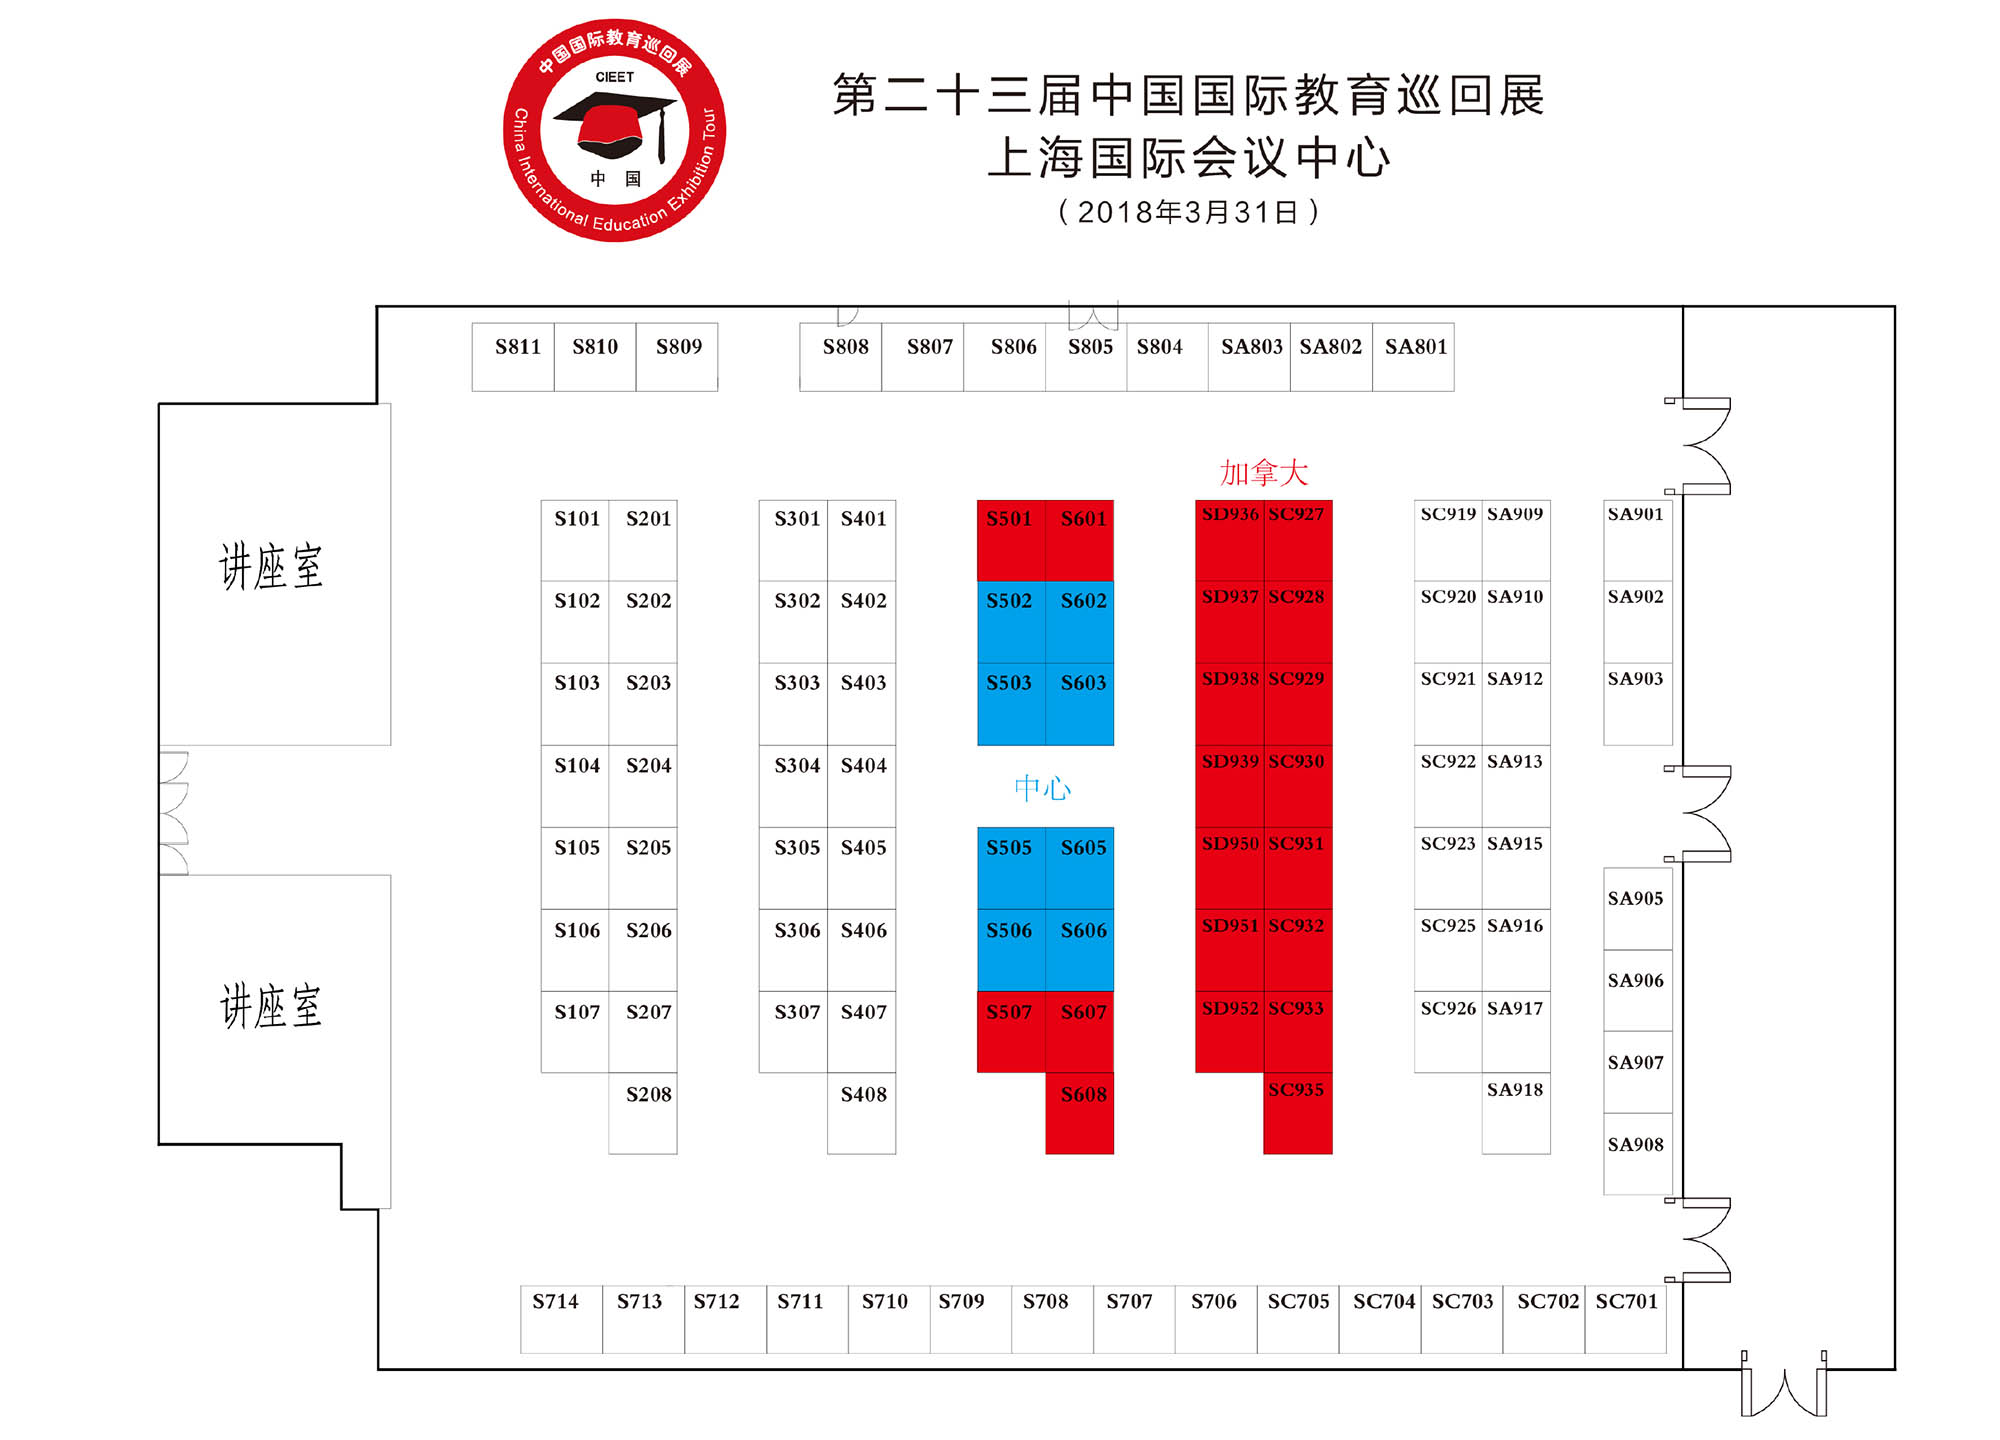 中国国际教育巡回展
CIEET
中 国
China International Education Exhibition Tour
第二十三届中国国际教育巡回展
上海国际会议中心
（2018年3月31日）
S811 S810 S809 S808 S807 S806 S805 S804 SA803 SA802 SA801
加拿大
讲座室
S101 S201 S301 S401 S501 S601 SD936 SC927 SC919 SA909 SA901
S102 S202 S302 S402 S502 S602 SD937 SC928 SC920 SA910 SA902
S103 S203 S303 S403 S503 S603 SD938 SC929 SC921 SA912 SA903
S104 S204 S304 S404 中心 SD939 SC930 SC922 SA913
S105 S205 S305 S405 S505 S605 SD950 SC931 SC923 SA915 SA905
S106 S206 S306 S406 S506 S606 SD951 SC932 SC925 SA916 SA906
讲座室
S107 S207 S307 S407 S507 S607 SD952 SC933 SC926 SA917 SA907
S208 S408 S608 SC935 SA918 SA908
S714 S713 S712 S711 S710 S709 S708 S707 S706 SC705 SC704 SC703 SC702 SC701